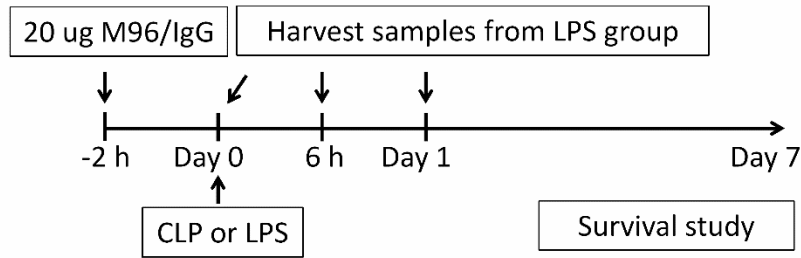 20 ug M96/IgG
Harvest samples from LPS group
-2 h
Day 0
6 h
Day 1
Day 7
CLP or LPS
Survival study